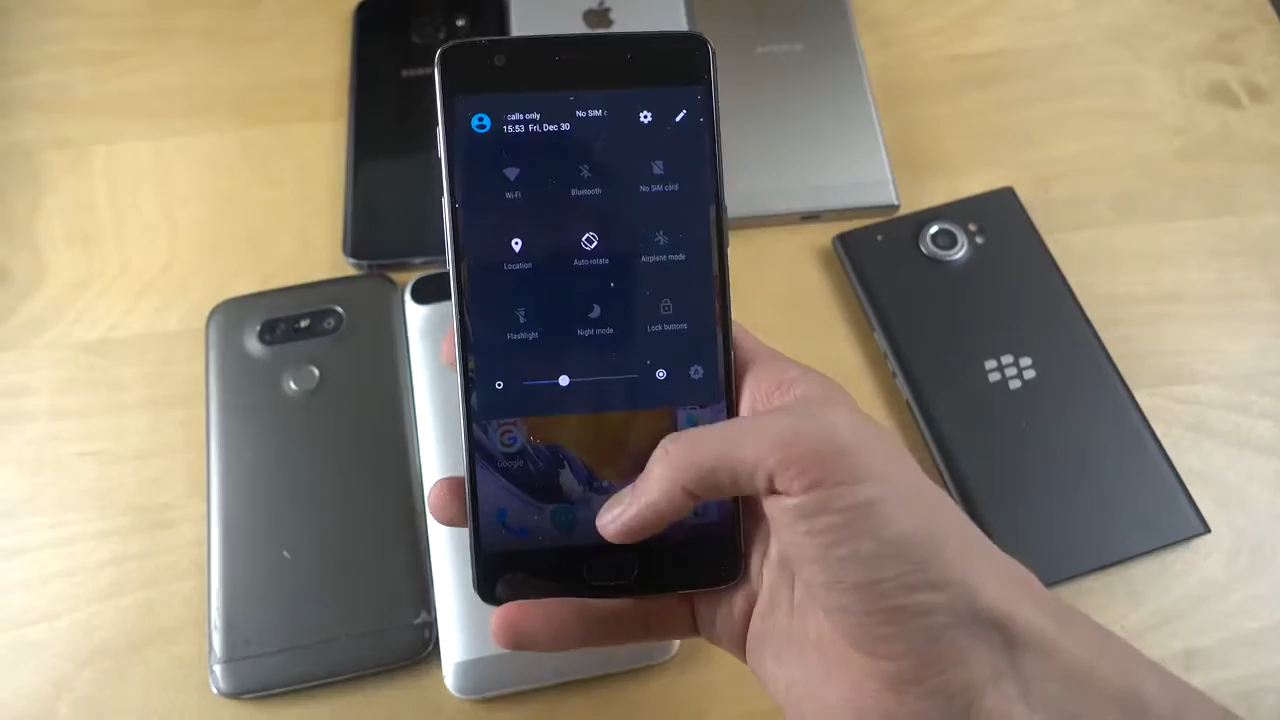 calls only
No SIM c
15:53 Fri, Dec 30
Wi-Fi
Bluetooth
No SIM card
Location
Auto-rotate
Airplane mode
Flashlight
Night mode
Lock buttons
Google